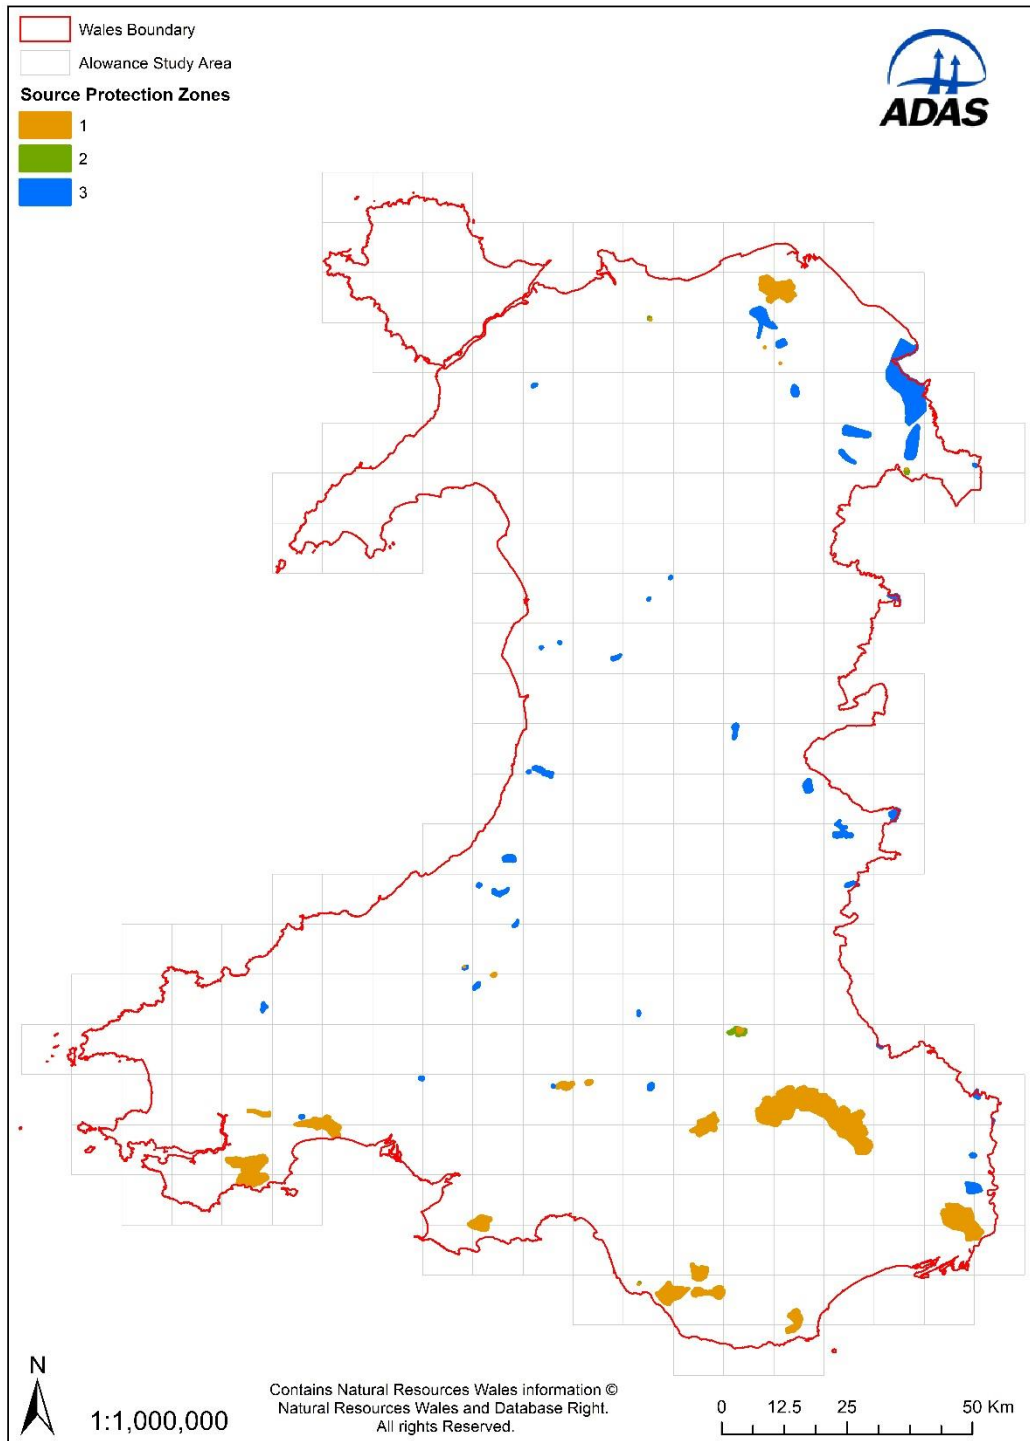 Wales Boundary
Alowance Study Area
Source Protection Zones
1
2
3
ADAS
N
1:1,000,000
Contains Natural Resources Wales information ©
Natural Resources Wales and Database Right.
All rights Reserved.
0 12.5 25 50 Km